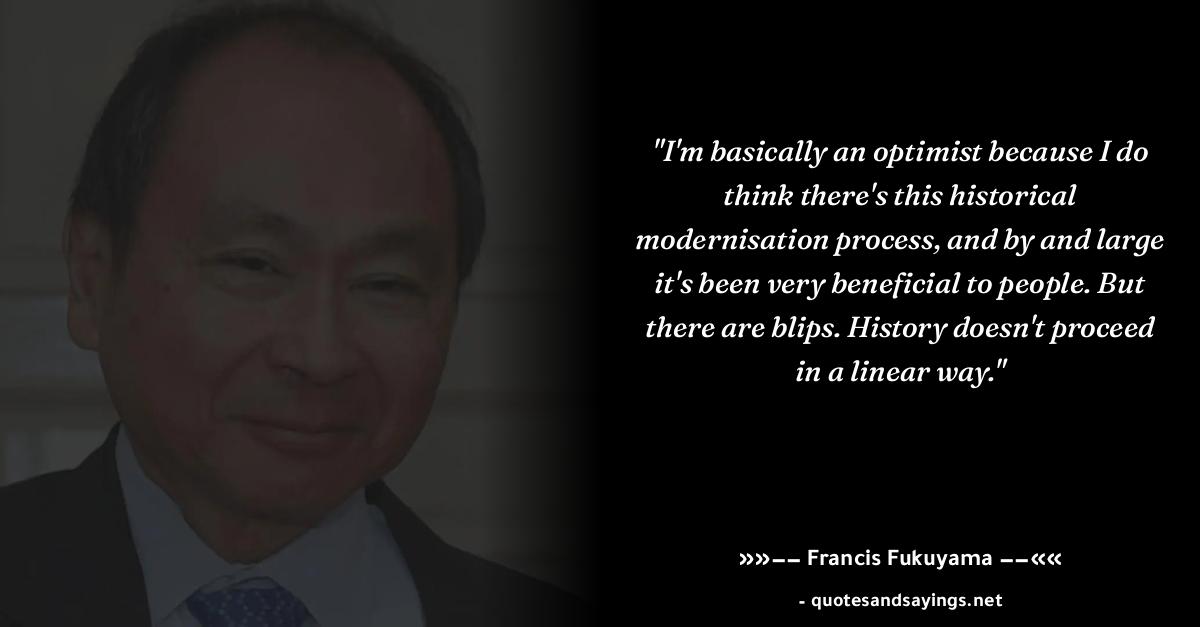 "I'm basically an optimist because I do
think there's this historical
modernisation process, and by and large
it's been very beneficial to people. But
there are blips. History doesn't proceed
in a linear way."
»»–– Francis Fukuyama ––««
- quotesandsayings.net